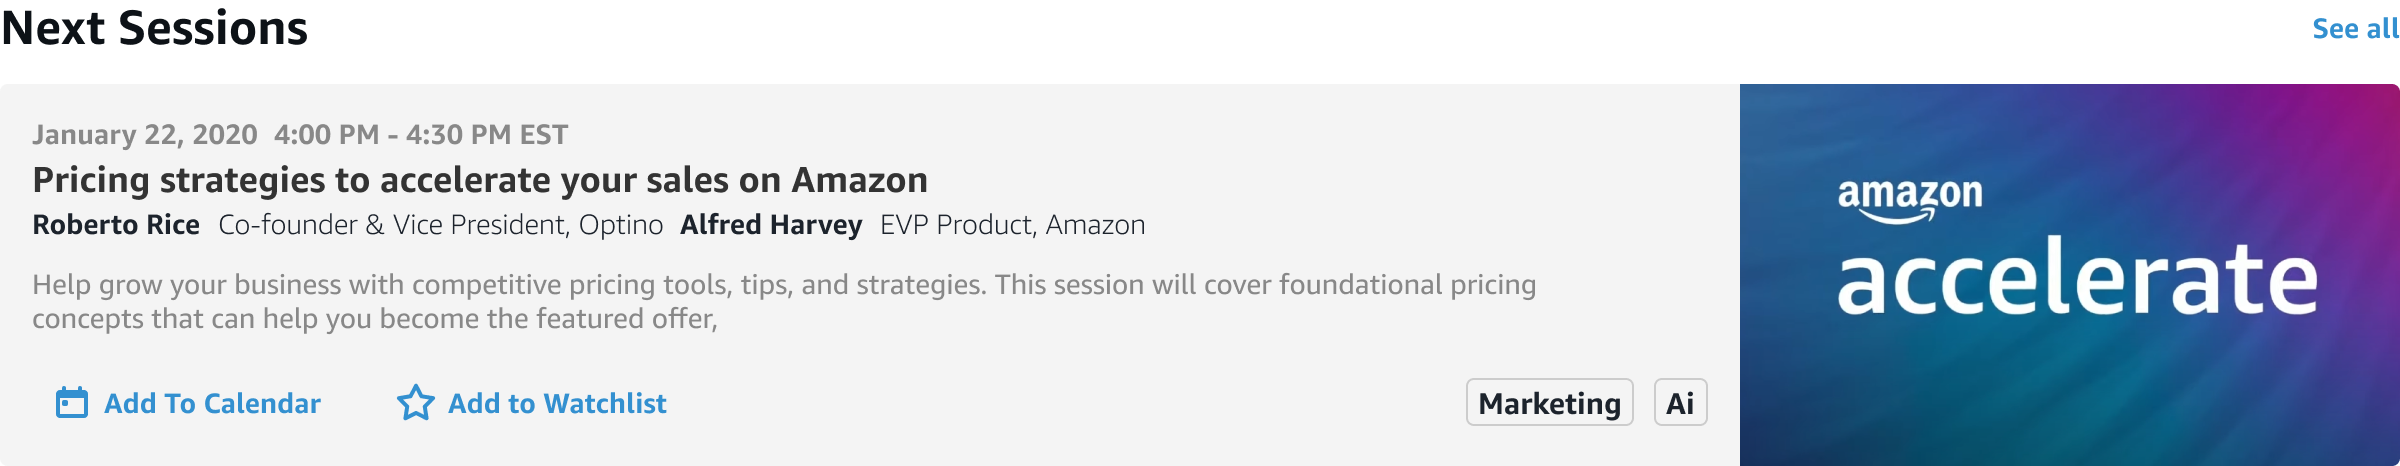 Next Sessions
See all
January 22, 2020 4:00 PM - 4:30 PM EST
Pricing strategies to accelerate your sales on Amazon
Roberto Rice Co-founder & Vice President, Optino Alfred Harvey EVP Product, Amazon
Help grow your business with competitive pricing tools, tips, and strategies. This session will cover foundational pricing
concepts that can help you become the featured offer,
Add To Calendar
Add to Watchlist
Marketing
Ai
amazon
accelerate